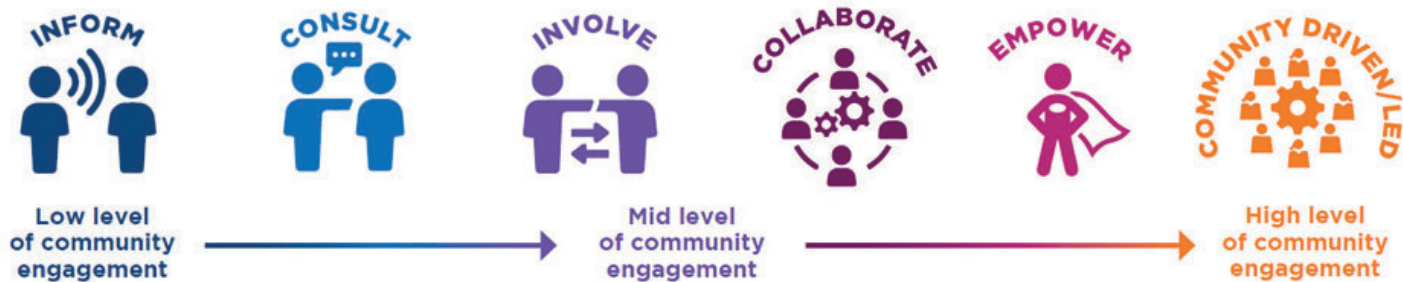 INFORM
CONSULT
INVOLVE
COLLABORATE
EMPOWER
COMMUNITY DRIVEN/LED
Low level
of community
engagement
Mid level
of community
engagement
High level
of community
engagement